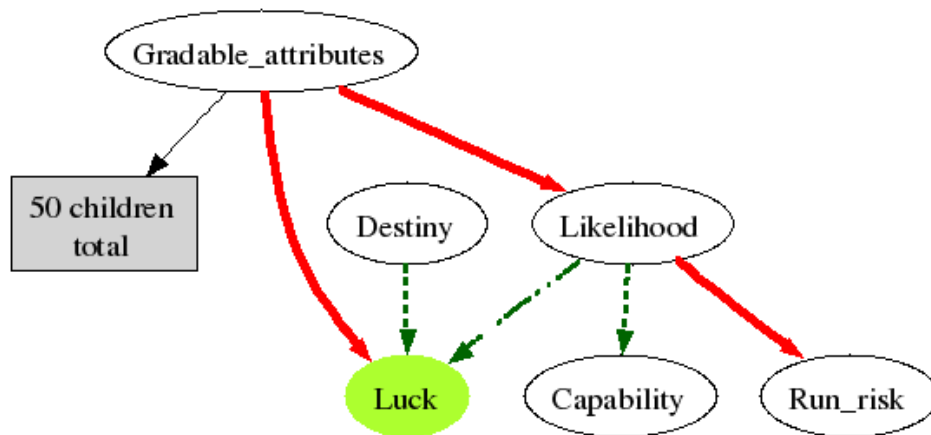 Gradable_attributes
50 children
total
Destiny
Likelihood
Luck
Capability
Run_risk